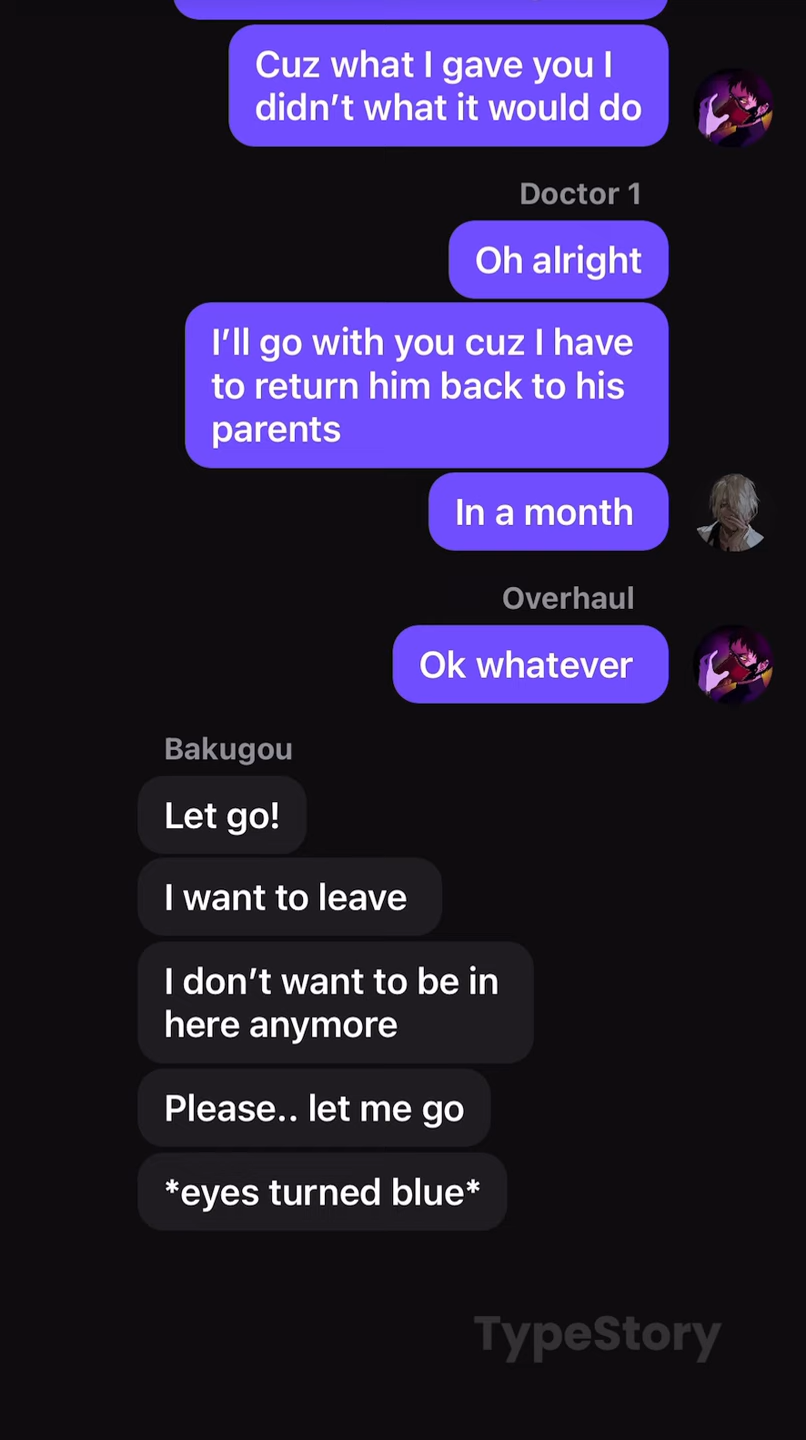 Cuz what I gave you I
didn't what it would do
Doctor 1
Oh alright
I'll go with you cuz I have
to return him back to his
parents
In a month
Overhaul
Ok whatever
Bakugou
Let go!
I want to leave
I don't want to be in
here anymore
Please.. let me go
*eyes turned blue*
TypeStory